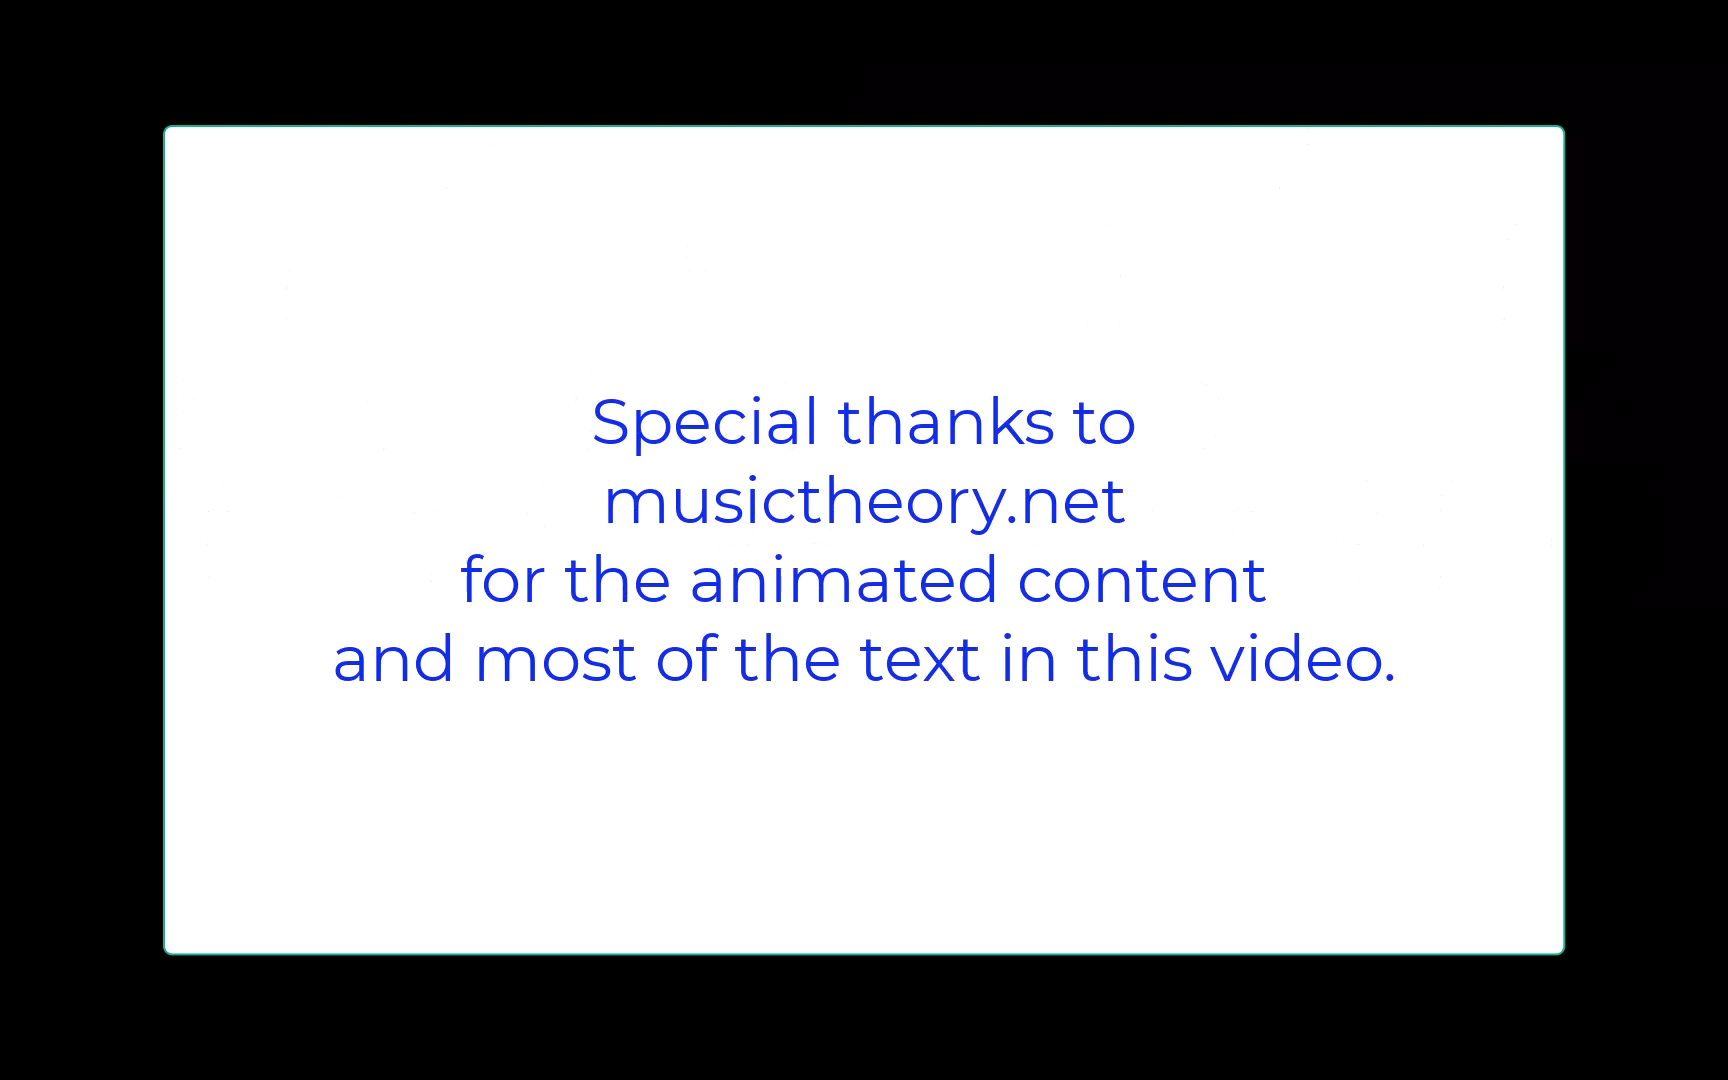 Special thanks to
musictheory.net
for the animated content
and most of the text in this video.